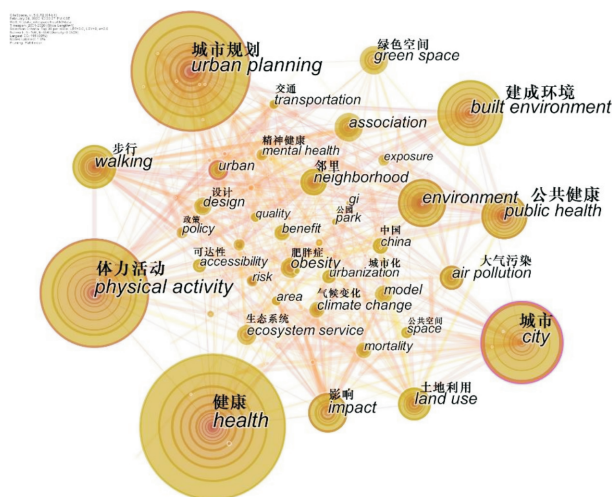 城市规划
urban planning
绿色空间
green space
建成环境
built environment
交通
transportation
association
步行
walking
精神健康
mental health
exposure
urban
邻里
neighborhood
设计
design
gi
公园
park
environment
公共健康
public health
政策
policy
quality
benefit
中国
china
可达性
accessibility
体力活动
physical activity
肥胖症
obesity
城市化
urbanization
大气污染
air pollution
risk
area
气候变化
climate change
model
生态系统
ecosystem service
公共空间
space
mortality
城市
city
健康
health
影响
impact
土地利用
land use